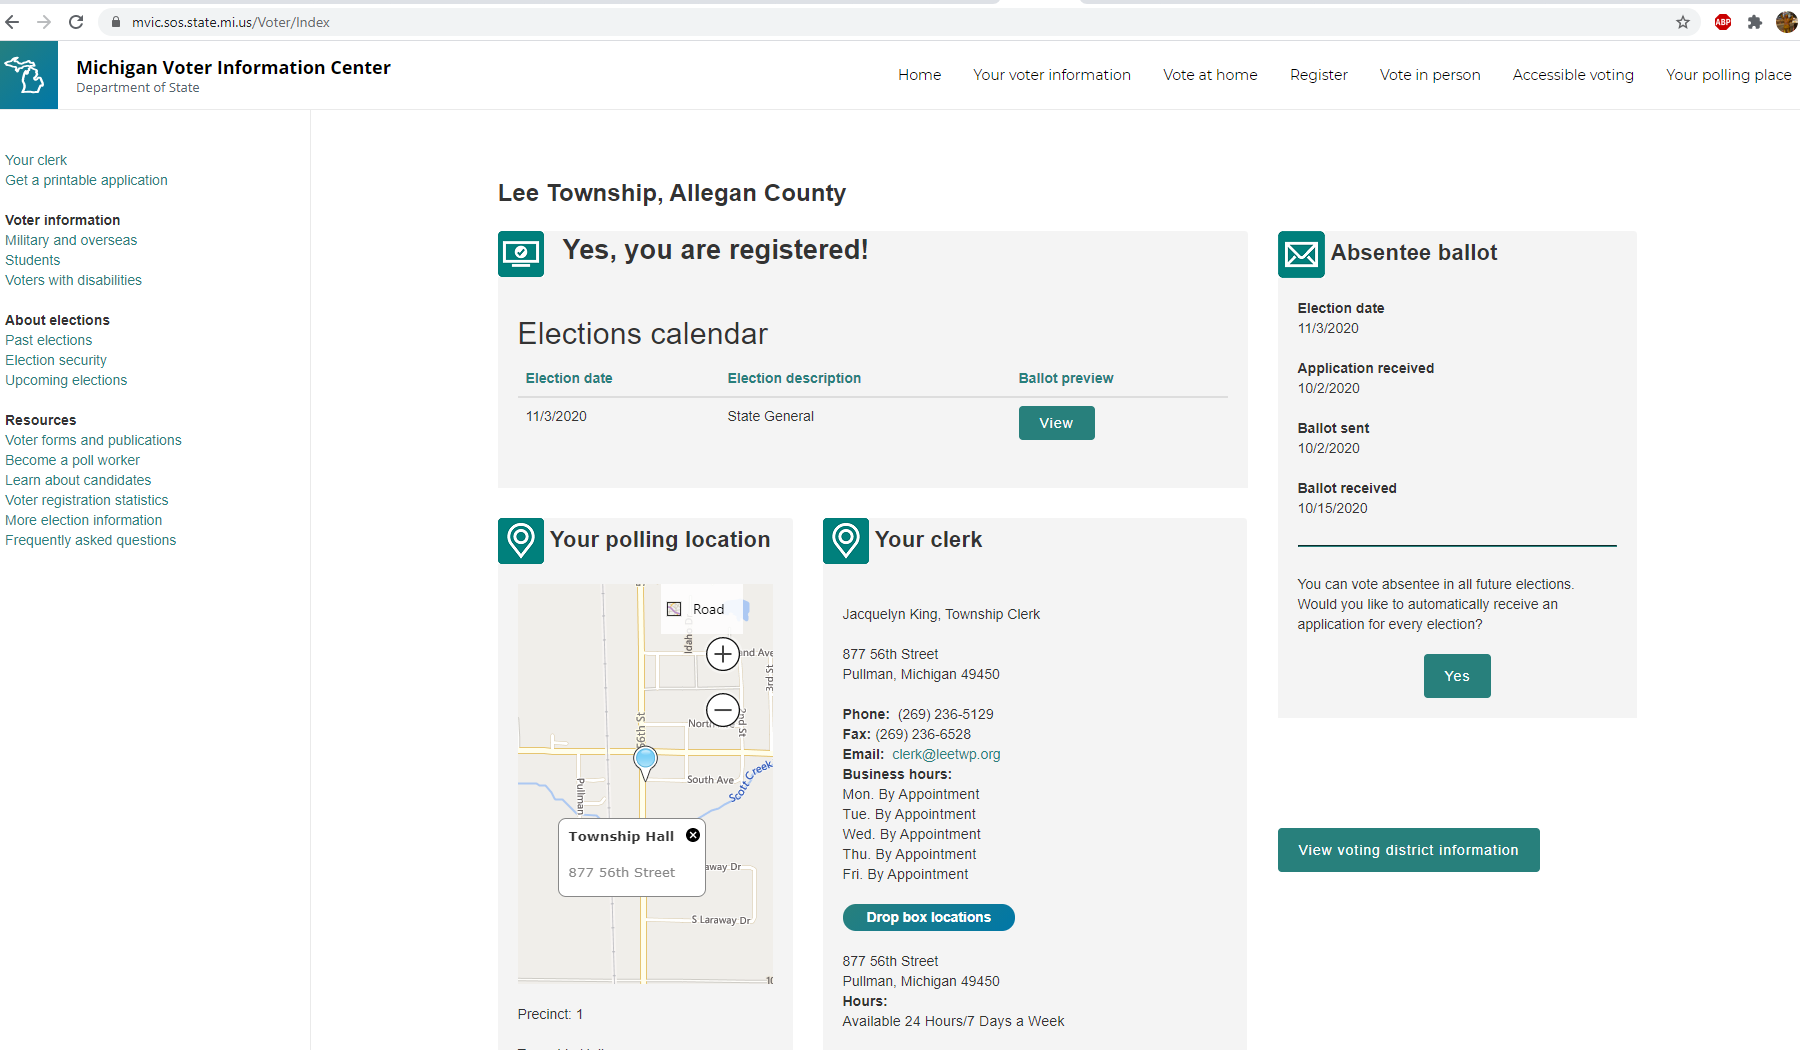 mvic.sos.state.mi.us/Voter/Index
ABP
Michigan Voter Information Center
Department of State
Home
Your voter information
Vote at home
Register
Vote in person
Accessible voting
Your polling place
Your clerk
Get a printable application
Voter information
Military and overseas
Students
Voters with disabilities
About elections
Past elections
Election security
Upcoming elections
Resources
Voter forms and publications
Become a poll worker
Learn about candidates
Voter registration statistics
More election information
Frequently asked questions
Lee Township, Allegan County
Yes, you are registered!
Elections calendar
Election date Election description Ballot preview
11/3/2020 State General View
Your polling location
Road
Idaho D
nd Ave
3rd St
2nd St
North
56th St
South Ave
Scott Creek
Pullman
Township Hall
877 56th Street
away Dr
S Laraway Dr
10
Precinct: 1
Your clerk
Jacquelyn King, Township Clerk
877 56th Street
Pullman, Michigan 49450
Phone: (269) 236-5129
Fax: (269) 236-6528
Email: clerk@leetwp.org
Business hours:
Mon. By Appointment
Tue. By Appointment
Wed. By Appointment
Thu. By Appointment
Fri. By Appointment
Drop box locations
877 56th Street
Pullman, Michigan 49450
Hours:
Available 24 Hours/7 Days a Week
Absentee ballot
Election date
11/3/2020
Application received
10/2/2020
Ballot sent
10/2/2020
Ballot received
10/15/2020
You can vote absentee in all future elections.
Would you like to automatically receive an
application for every election?
Yes
View voting district information